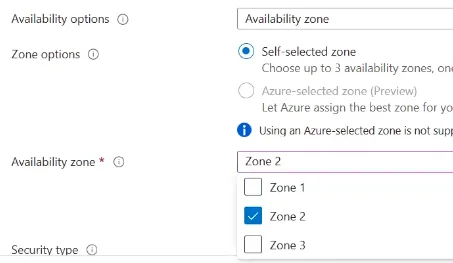 Availability options
Availability zone
Zone options
Self-selected zone
Choose up to 3 availability zones, one
Azure-selected zone (Preview)
Let Azure assign the best zone for yo
Using an Azure-selected zone is not sup
Availability zone *
Zone 2
Zone 1
Zone 2
Zone 3
Security type